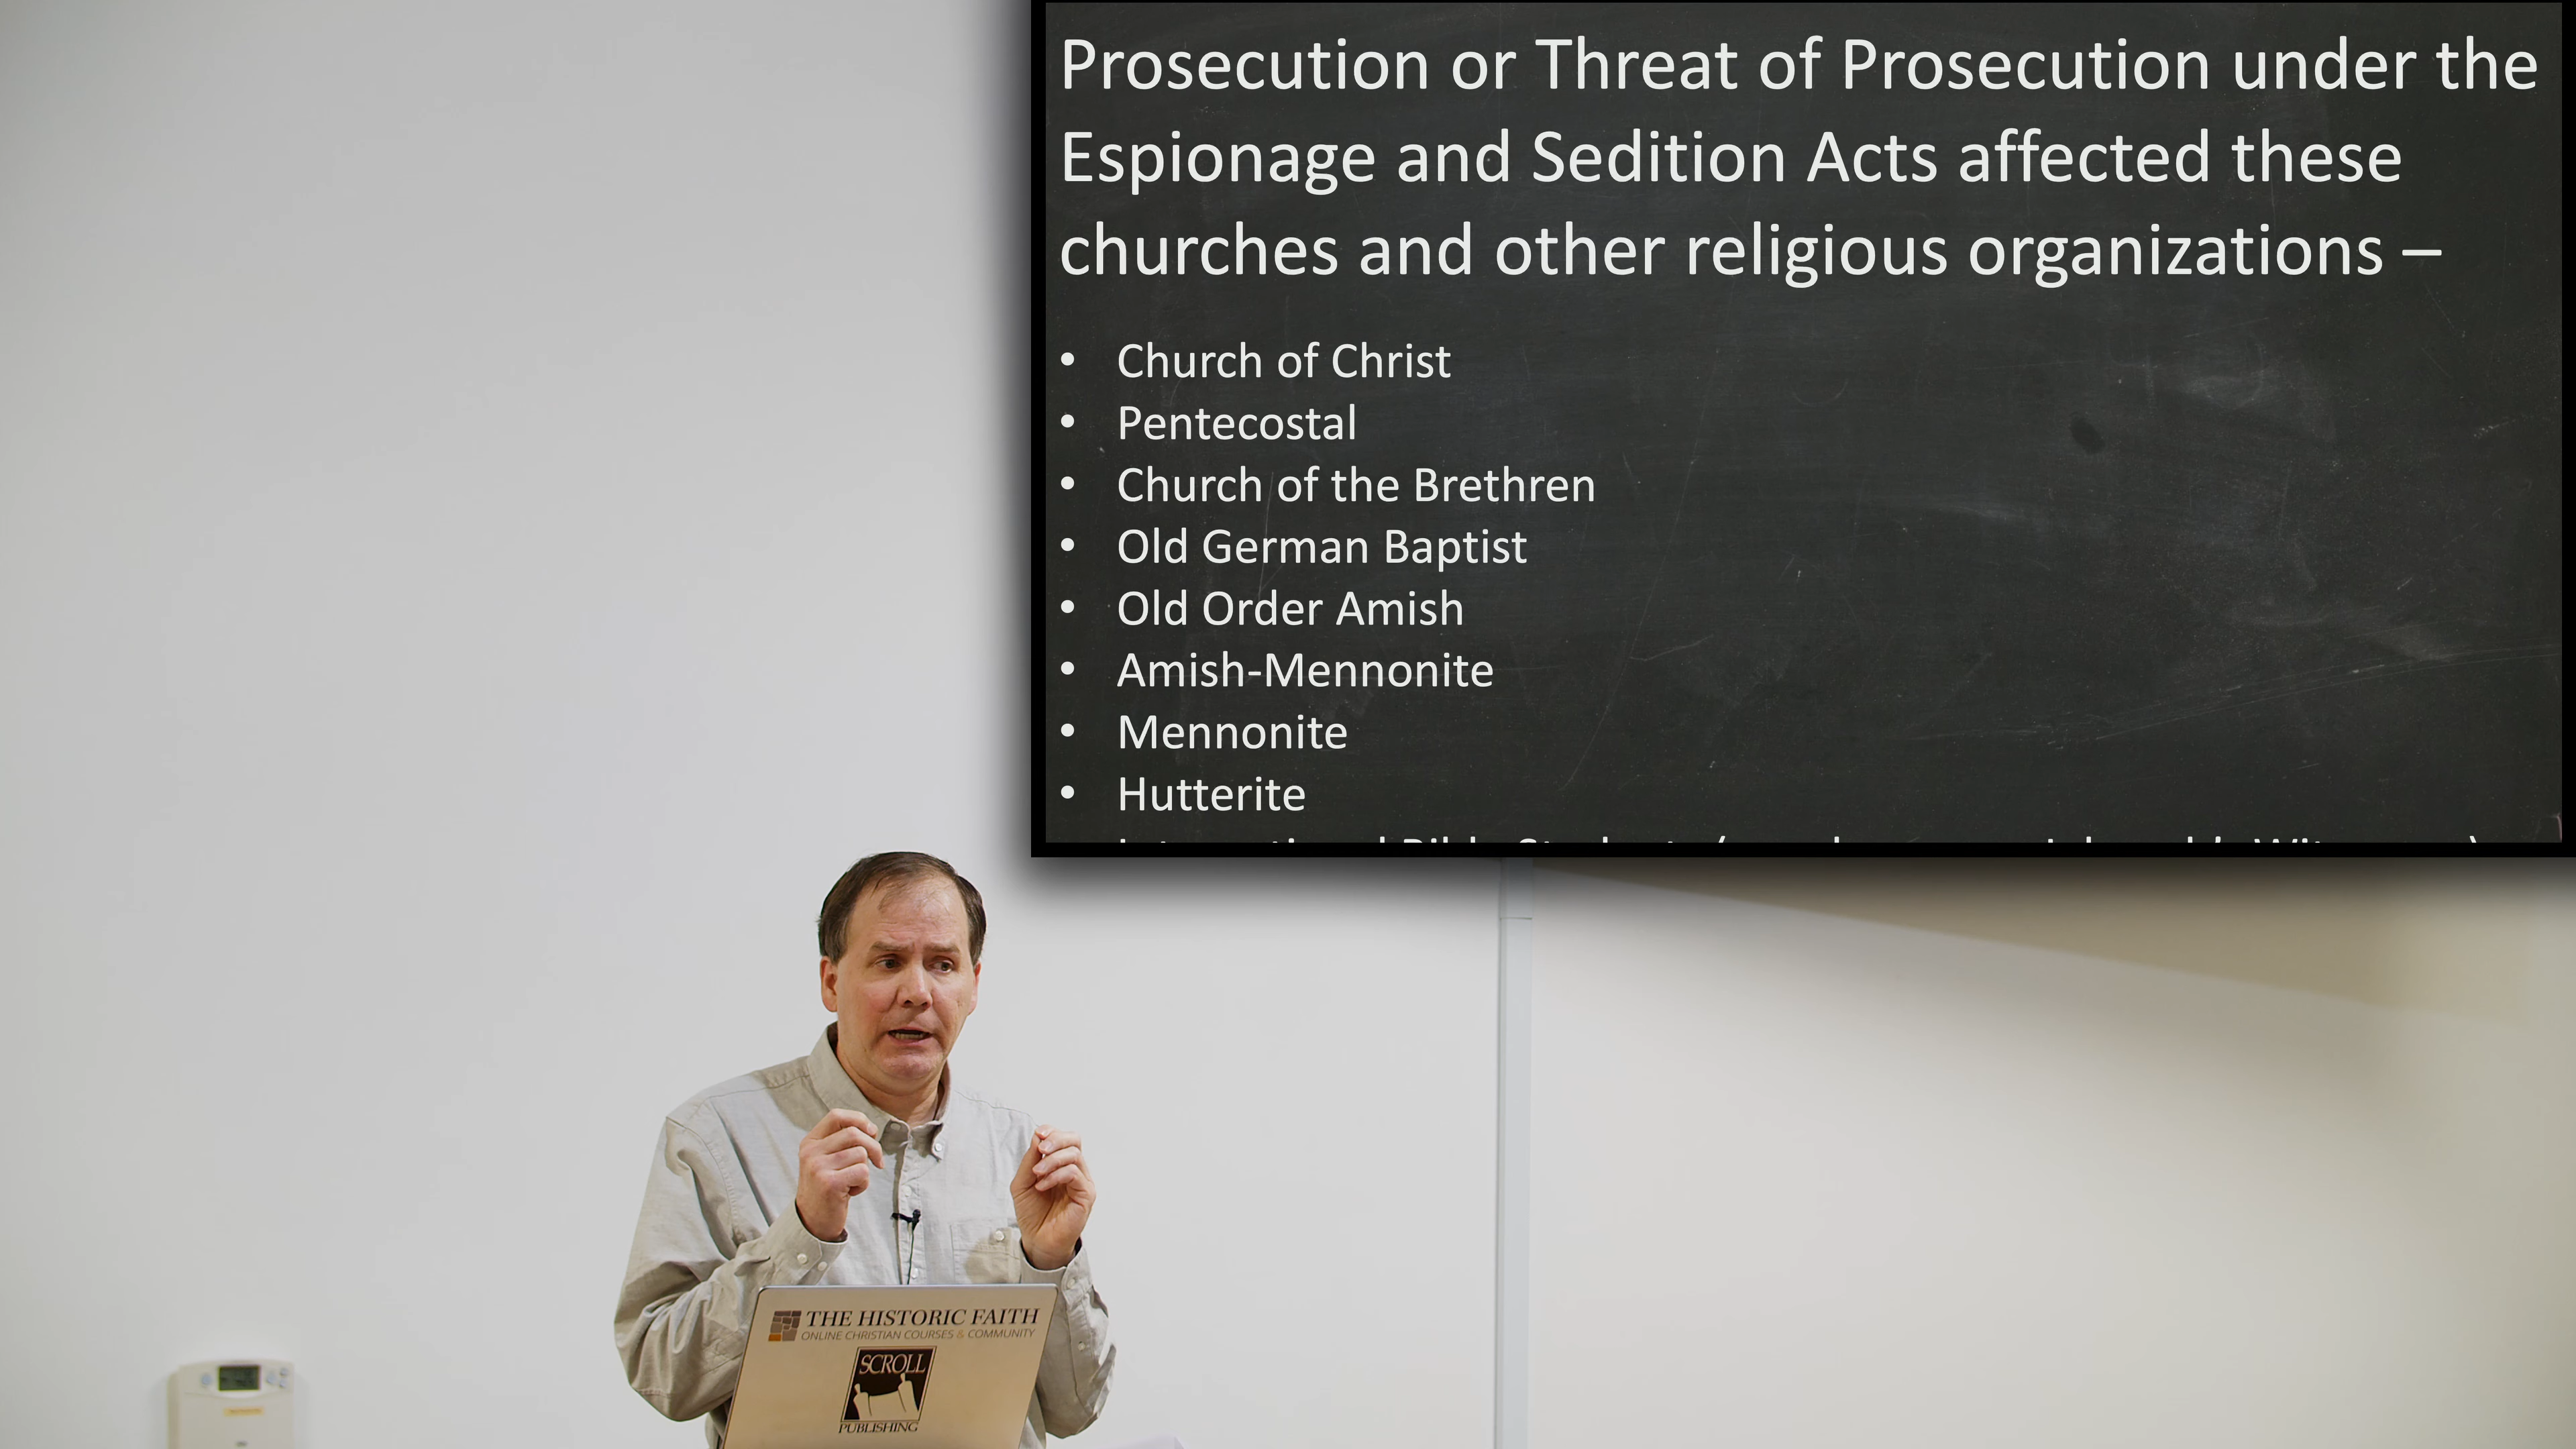 Prosecution or Threat of Prosecution under the
Espionage and Sedition Acts affected these
churches and other religious organizations –
• Church of Christ
• Pentecostal
• Church of the Brethren
• Old German Baptist
• Old Order Amish
• Amish-Mennonite
• Mennonite
• Hutterite
THE HISTORIC FAITH
ONLINE CHRISTIAN COURSES & COMMUNITY
SCROLL
PUBLISHING